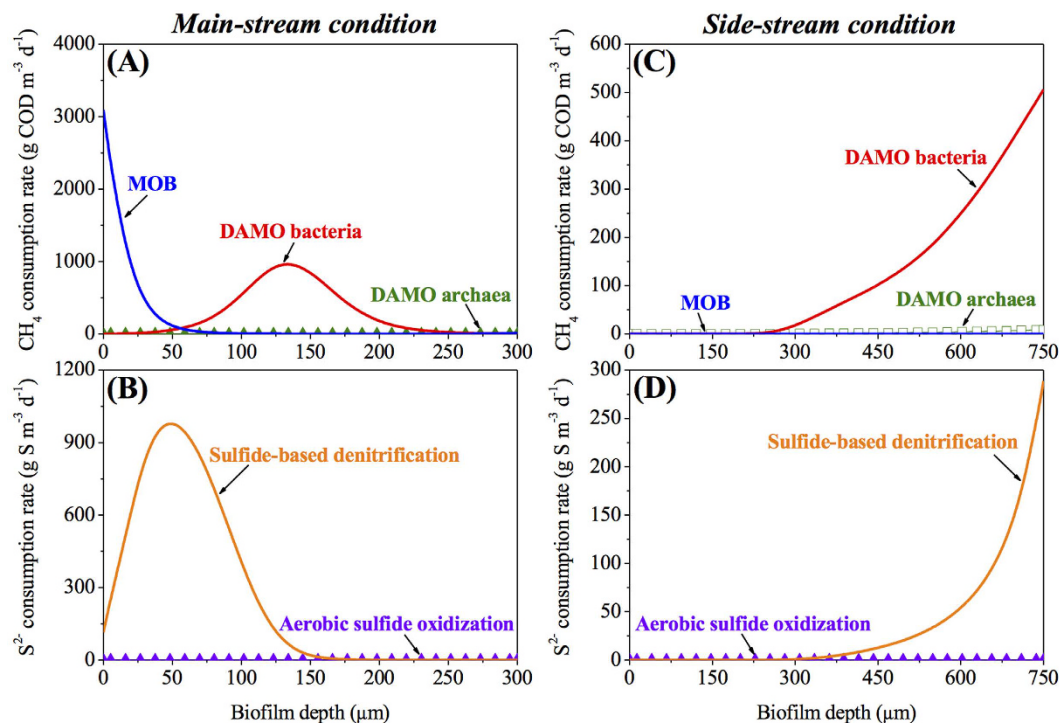 Main-stream condition
Side-stream condition
(A)
CH₄ consumption rate (g COD m⁻³ d⁻¹)
4000
3000
2000
1000
0
MOB
DAMO bacteria
DAMO archaea
0 50 100 150 200 250 300
(C)
CH₄ consumption rate (g COD m⁻³ d⁻¹)
600
500
400
300
200
100
0
DAMO bacteria
MOB
DAMO archaea
0 150 300 450 600 750
(B)
S²⁻ consumption rate (g S m⁻³ d⁻¹)
1200
900
600
300
0
Sulfide-based denitrification
Aerobic sulfide oxidization
0 50 100 150 200 250 300
Biofilm depth (µm)
(D)
S²⁻ consumption rate (g S m⁻³ d⁻¹)
300
250
200
150
100
50
0
Sulfide-based denitrification
Aerobic sulfide oxidization
0 150 300 450 600 750
Biofilm depth (µm)